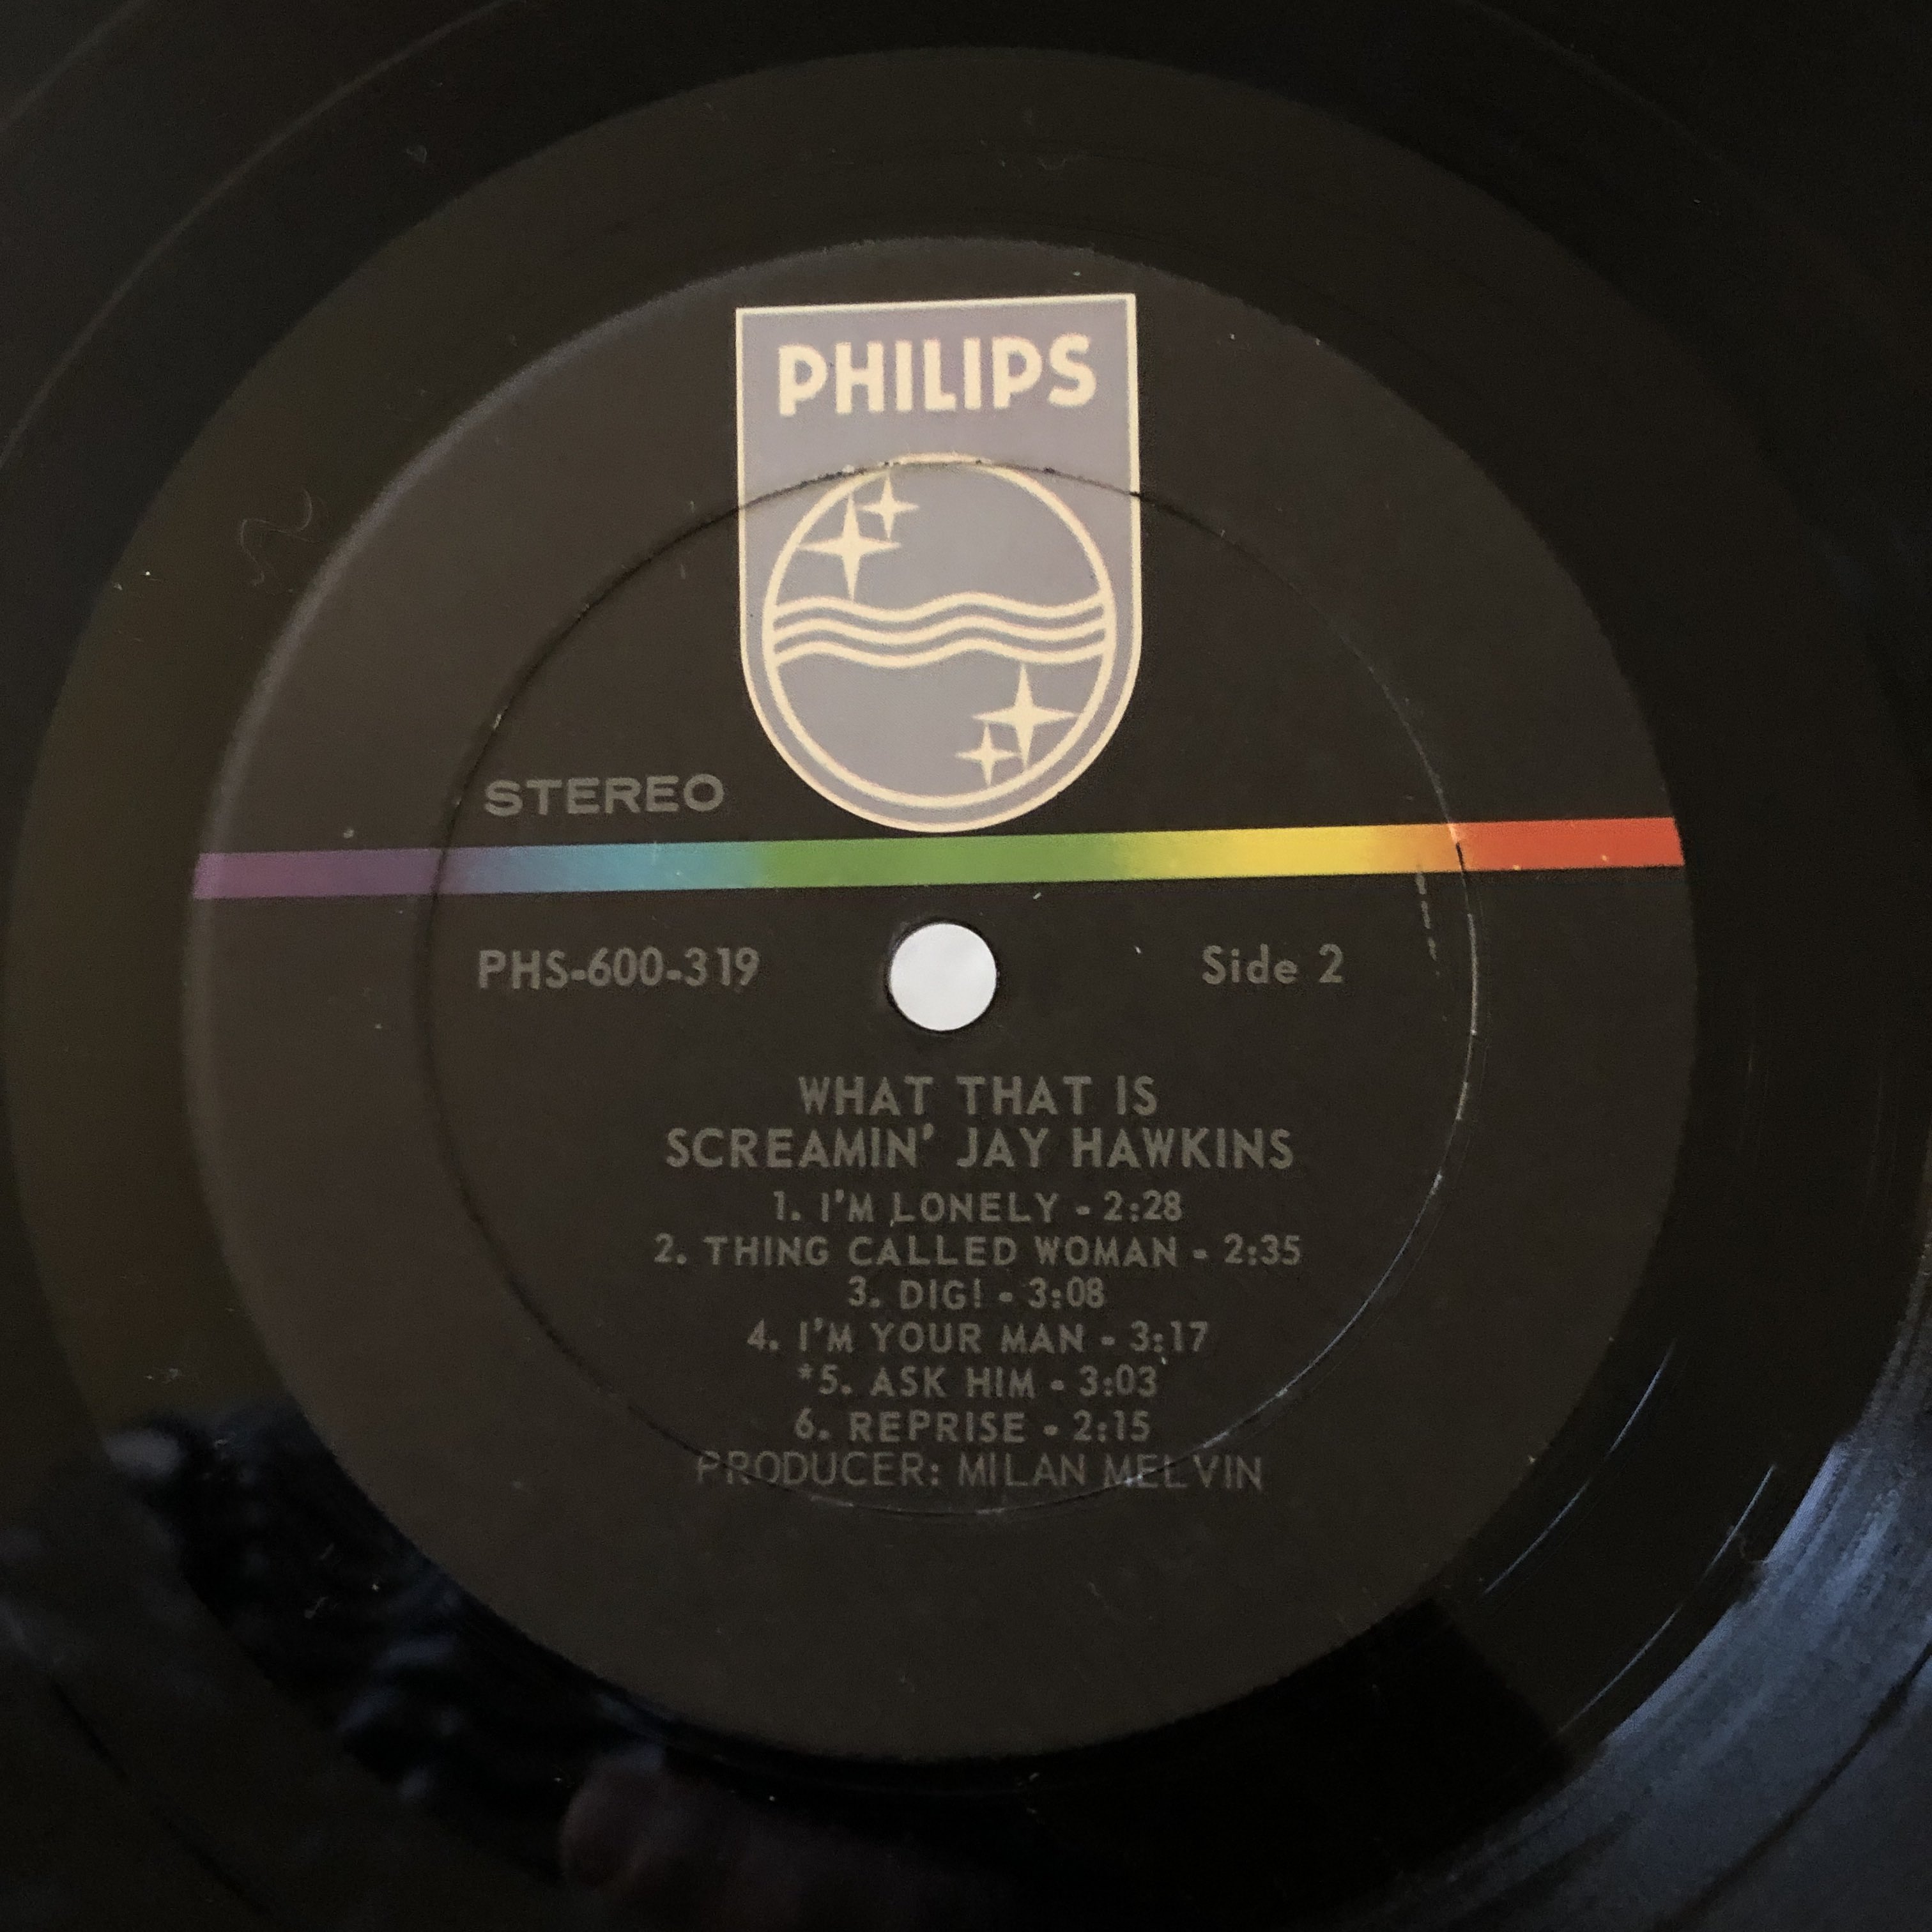 PHILIPS
STEREO
PHS-600-319
Side 2
WHAT THAT IS
SCREAMIN' JAY HAWKINS
1. I'M LONELY - 2:28
2. THING CALLED WOMAN - 2:35
3. DIG! - 3:08
4. I'M YOUR MAN - 3:17
*5. ASK HIM - 3:03
6. REPRISE - 2:15
PRODUCER: MILAN MELVIN